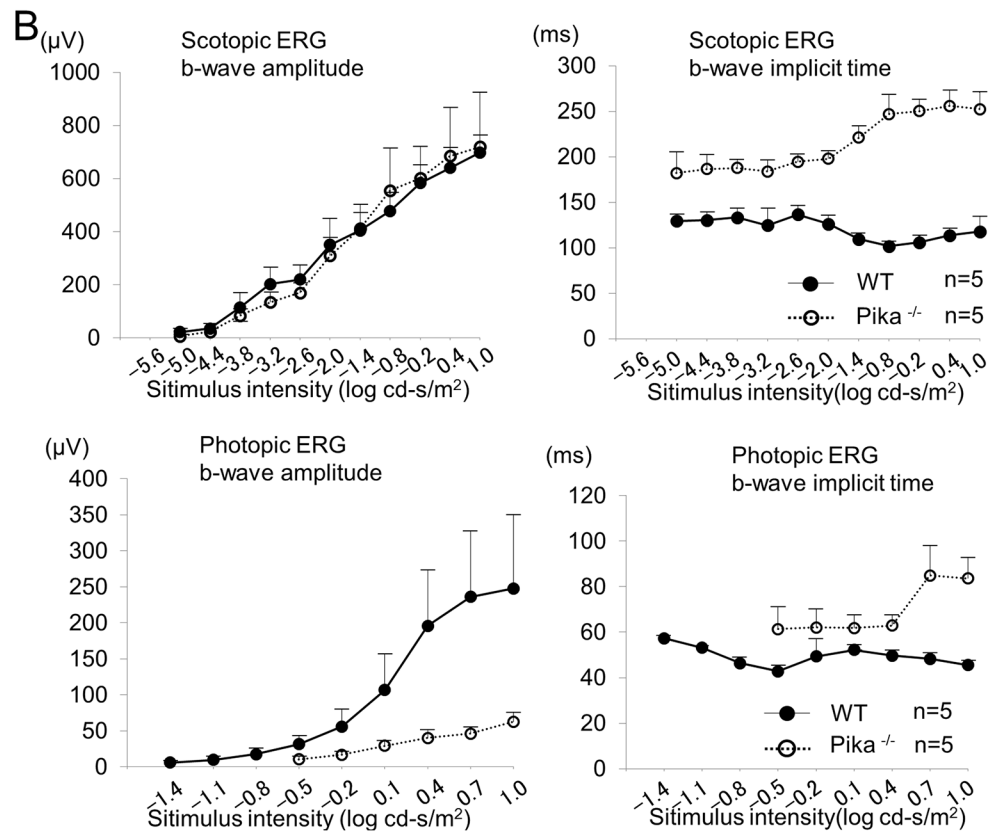 B
(µV)
Scotopic ERG
b-wave amplitude
1000
800
600
400
200
0
−5.6 −5.0 −4.4 −3.8 −3.2 −2.6 −2.0 −1.4 −0.8 −0.2 0.4 1.0
Sitimulus intensity (log cd-s/m²)
(ms)
Scotopic ERG
b-wave implicit time
300
250
200
150
100
50
0
WT n=5
Pika -/- n=5
−5.6 −5.0 −4.4 −3.8 −3.2 −2.6 −2.0 −1.4 −0.8 −0.2 0.4 1.0
Stimulus intensity(log cd-s/m²)
(µV)
Photopic ERG
b-wave amplitude
400
350
300
250
200
150
100
50
0
−1.4 −1.1 −0.8 −0.5 −0.2 0.1 0.4 0.7 1.0
Sitimulus intensity (log cd-s/m²)
(ms)
Photopic ERG
b-wave implicit time
120
100
80
60
40
20
0
WT n=5
Pika -/- n=5
−1.4 −1.1 −0.8 −0.5 −0.2 0.1 0.4 0.7 1.0
Stimulus intensity(log cd-s/m²)